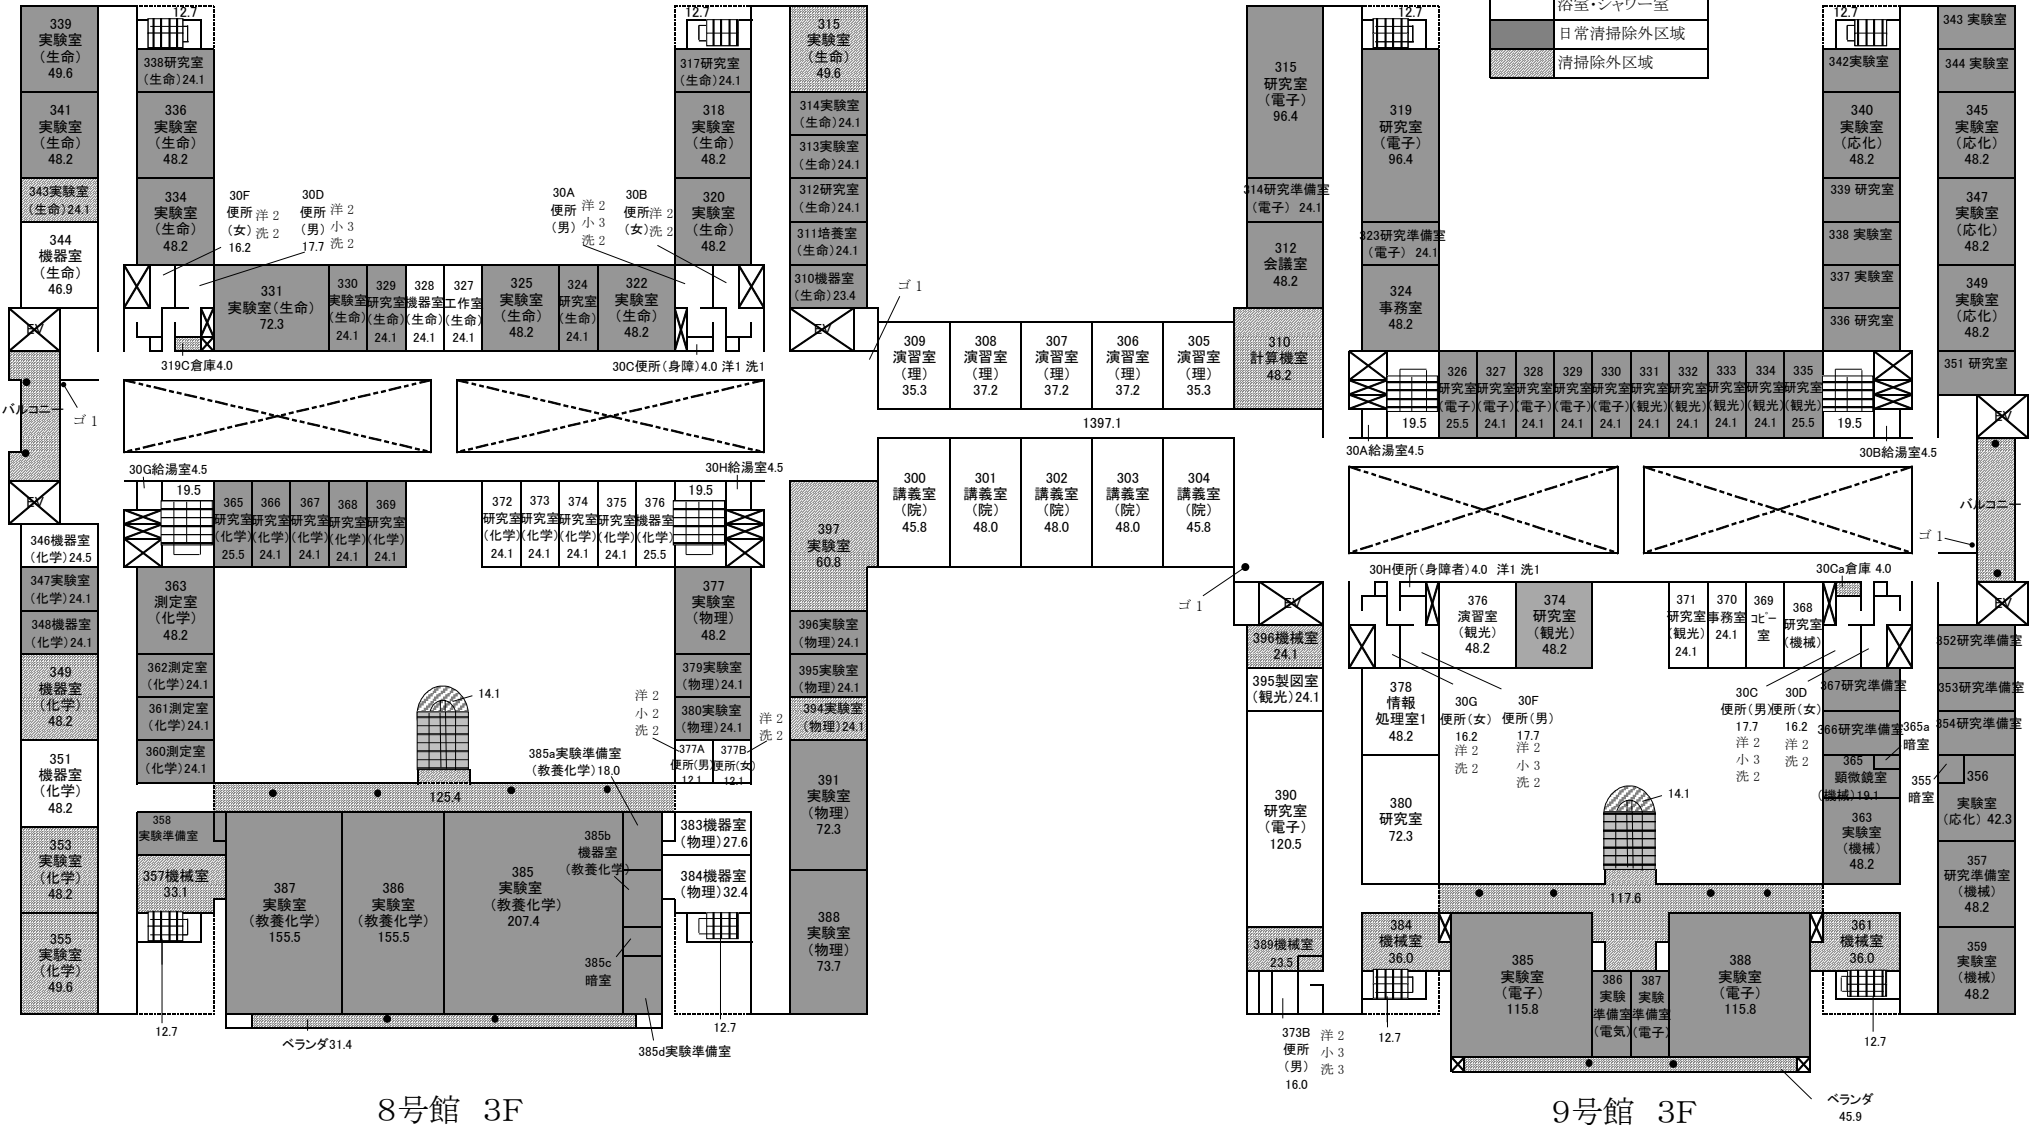 浴室・シャワー室
日常清掃除外区域
清掃除外区域
339
実験室
(生命)
49.6
341
実験室
(生命)
48.2
343実験室
(生命)24.1
344
機器室
(生命)
46.9
EV
バルコニー
ゴ 1
EV
346機器室
(化学)24.5
347実験室
(化学)24.1
348機器室
(化学)24.1
349
機器室
(化学)
48.2
351
機器室
(化学)
48.2
353
実験室
(化学)
48.2
355
実験室
(化学)
49.6
12.7
338研究室
(生命)24.1
336
実験室
(生命)
48.2
334
実験室
(生命)
48.2
30F
便所
(女)
16.2
洋 2
洗 2
30D
便所
(男)
17.7
洋 2
小 3
洗 2
30A
便所
(男)
洋 2
小 3
洗 2
30B
便所
(女)
洋 2
洗 2
12.7
317研究室
(生命)24.1
318
実験室
(生命)
48.2
320
実験室
(生命)
48.2
331
実験室(生命)
72.3
330
実験室
(生命)
24.1
329
研究室
(生命)
24.1
328
機器室
(生命)
24.1
327
工作室
(生命)
24.1
325
実験室
(生命)
48.2
324
研究室
(生命)
24.1
322
実験室
(生命)
48.2
319C倉庫4.0
30C便所(身障)4.0 洋1 洗1
30G給湯室4.5
30H給湯室4.5
19.5
365
研究室
(化学)
25.5
366
研究室
(化学)
24.1
367
研究室
(化学)
24.1
368
研究室
(化学)
24.1
369
研究室
(化学)
24.1
372
研究室
(化学)
24.1
373
研究室
(化学)
24.1
374
研究室
(化学)
24.1
375
研究室
(化学)
24.1
376
機器室
(化学)
25.5
19.5
363
測定室
(化学)
48.2
362測定室
(化学)24.1
361測定室
(化学)24.1
360測定室
(化学)24.1
14.1
377
実験室
(物理)
48.2
379実験室
(物理)24.1
380実験室
(物理)24.1
洋 2
小 2
洗 2
洋 2
洗 2
377A
便所(男)
12.1
377B
便所(女)
12.1
385a実験準備室
(教養化学)18.0
125.4
358
実験準備室
357機械室
33.1
387
実験室
(教養化学)
155.5
386
実験室
(教養化学)
155.5
385
実験室
(教養化学)
207.4
385b
機器室
(教養化学)
385c
暗室
383機器室
(物理)27.6
384機器室
(物理)32.4
12.7
12.7
ベランダ31.4
385d実験準備室
8号館 3F
315
実験室
(生命)
49.6
314実験室
(生命)24.1
313実験室
(生命)24.1
312研究室
(生命)24.1
311培養室
(生命)24.1
310機器室
(生命)23.4
EV
ゴ 1
397
実験室
60.8
396実験室
(物理)24.1
395実験室
(物理)24.1
394実験室
(物理)24.1
391
実験室
(物理)
72.3
388
実験室
(物理)
73.7
309
演習室
(理)
35.3
308
演習室
(理)
37.2
307
演習室
(理)
37.2
306
演習室
(理)
37.2
305
演習室
(理)
35.3
310
計算機室
48.2
1397.1
300
講義室
(院)
45.8
301
講義室
(院)
48.0
302
講義室
(院)
48.0
303
講義室
(院)
48.0
304
講義室
(院)
45.8
ゴ 1
315
研究室
(電子)
96.4
314研究準備室
(電子) 24.1
312
会議室
48.2
12.7
319
研究室
(電子)
96.4
323研究準備室
(電子) 24.1
324
事務室
48.2
12.7
342実験室
340
実験室
(応化)
48.2
339 研究室
338 実験室
337 実験室
336 研究室
343 実験室
344 実験室
345
実験室
(応化)
48.2
347
実験室
(応化)
48.2
349
実験室
(応化)
48.2
351 研究室
19.5
326
研究室
(電子)
25.5
327
研究室
(電子)
24.1
328
研究室
(電子)
24.1
329
研究室
(電子)
24.1
330
研究室
(電子)
24.1
331
研究室
(観光)
24.1
332
研究室
(観光)
24.1
333
研究室
(観光)
24.1
334
研究室
(観光)
24.1
335
研究室
(観光)
25.5
19.5
30A給湯室4.5
30B給湯室4.5
EV
バルコニー
ゴ 1
EV
30H便所(身障者)4.0 洋1 洗1
30Ca倉庫 4.0
EV
396機械室
24.1
395製図室
(観光)24.1
390
研究室
(電子)
120.5
389機械室
23.5
373B
便所
(男)
16.0
洋 2
小 3
洗 3
376
演習室
(観光)
48.2
374
研究室
(観光)
48.2
371
研究室
(観光)
24.1
370
事務室
24.1
369
コピー
室
368
研究室
(機械)
378
情報
処理室1
48.2
380
研究室
72.3
30G
便所(女)
16.2
洋 2
洗 2
30F
便所(男)
17.7
洋 2
小 3
洗 2
30C
便所(男)
17.7
洋 2
小 3
洗 2
30D
便所(女)
16.2
洋 2
洗 2
14.1
367研究準備室
366研究準備室
365a
暗室
365
顕微鏡室
(機械)19.1
363
実験室
(機械)
48.2
352研究準備室
353研究準備室
354研究準備室
355
暗室
356
実験室
(応化) 42.3
357
研究準備室
(機械)
48.2
359
実験室
(機械)
48.2
117.6
384
機械室
36.0
385
実験室
(電子)
115.8
386
実験
準備室
(電気)
387
実験
準備室
(電子)
388
実験室
(電子)
115.8
361
機械室
36.0
12.7
12.7
ベランダ
45.9
9号館 3F